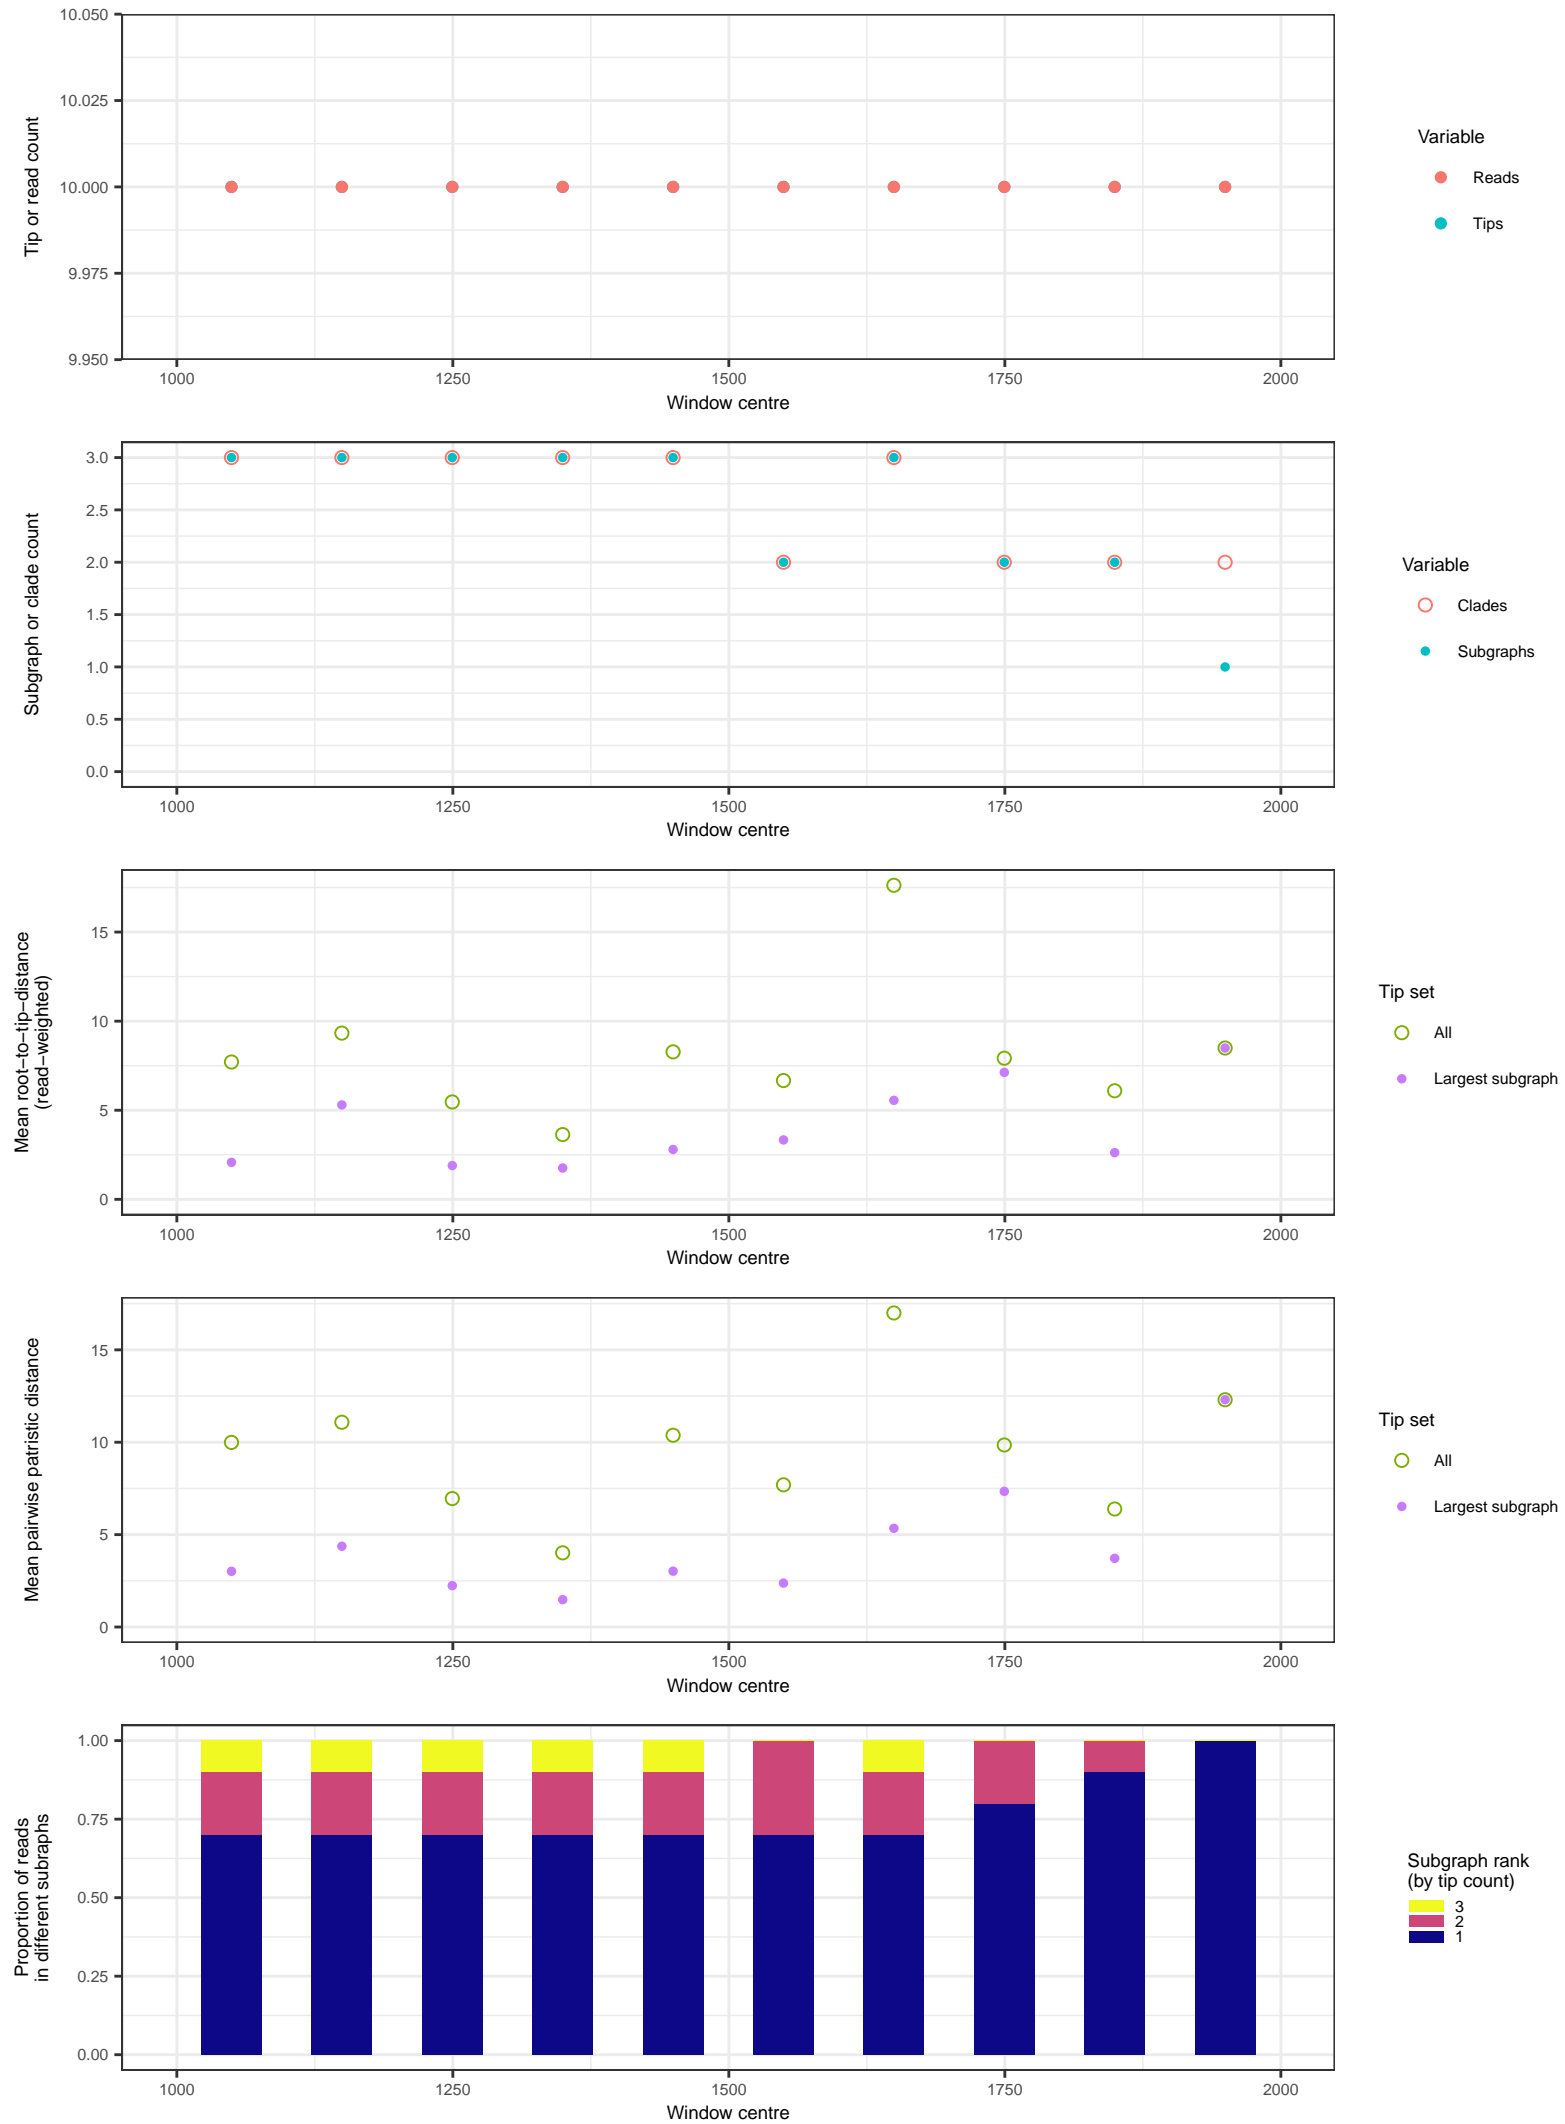 10.050
10.025
10.000
9.975
9.950
Tip or read count
1000 1250 1500 1750 2000
Window centre
Variable
Reads
Tips
3.0
2.5
2.0
1.5
1.0
0.5
0.0
Subgraph or clade count
1000 1250 1500 1750 2000
Window centre
Variable
Clades
Subgraphs
15
10
5
0
Mean root−to−tip−distance
(read−weighted)
1000 1250 1500 1750 2000
Window centre
Tip set
All
Largest subgraph
15
10
5
0
Mean pairwise patristic distance
1000 1250 1500 1750 2000
Window centre
Tip set
All
Largest subgraph
1.00
0.75
0.50
0.25
0.00
Proportion of reads
in different subraphs
1000 1250 1500 1750 2000
Window centre
Subgraph rank
(by tip count)
3
2
1